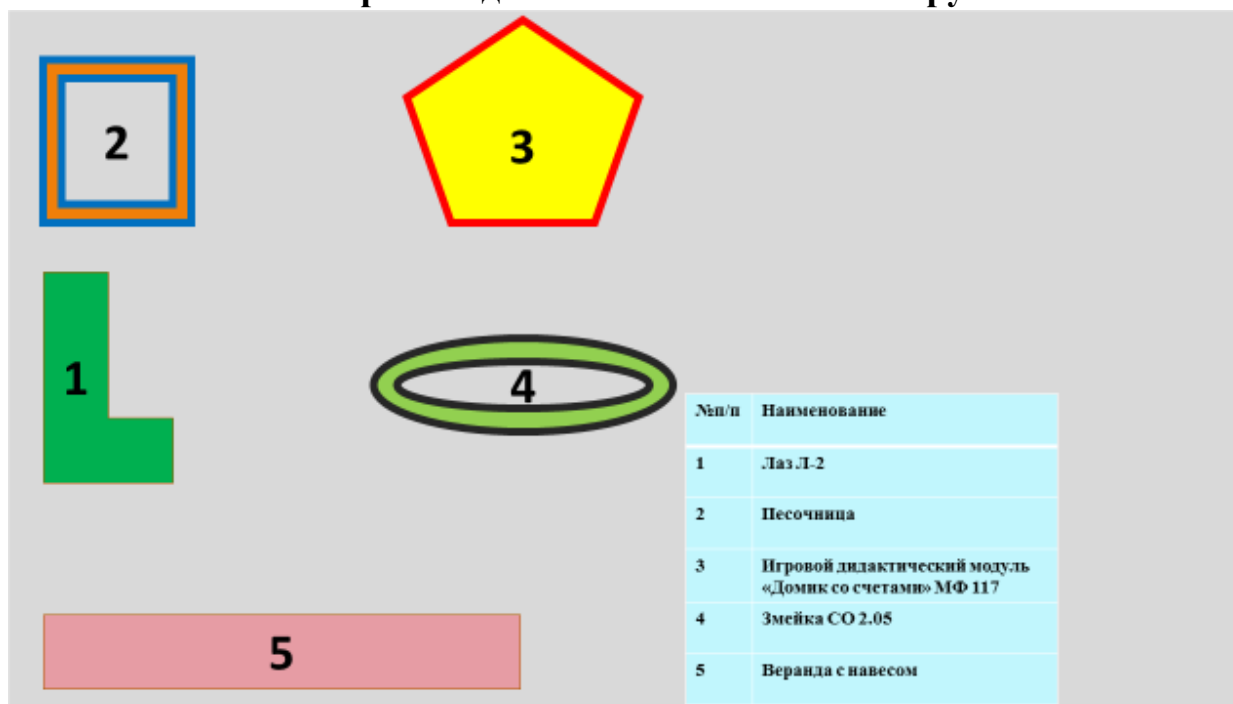 2
3
1
4
5
№п/п Наименование
1 Лаз Л-2
2 Песочница
3 Игровой дидактический модуль
«Домик со счетами» МФ 117
4 Змейка СО 2.05
5 Веранда с навесом